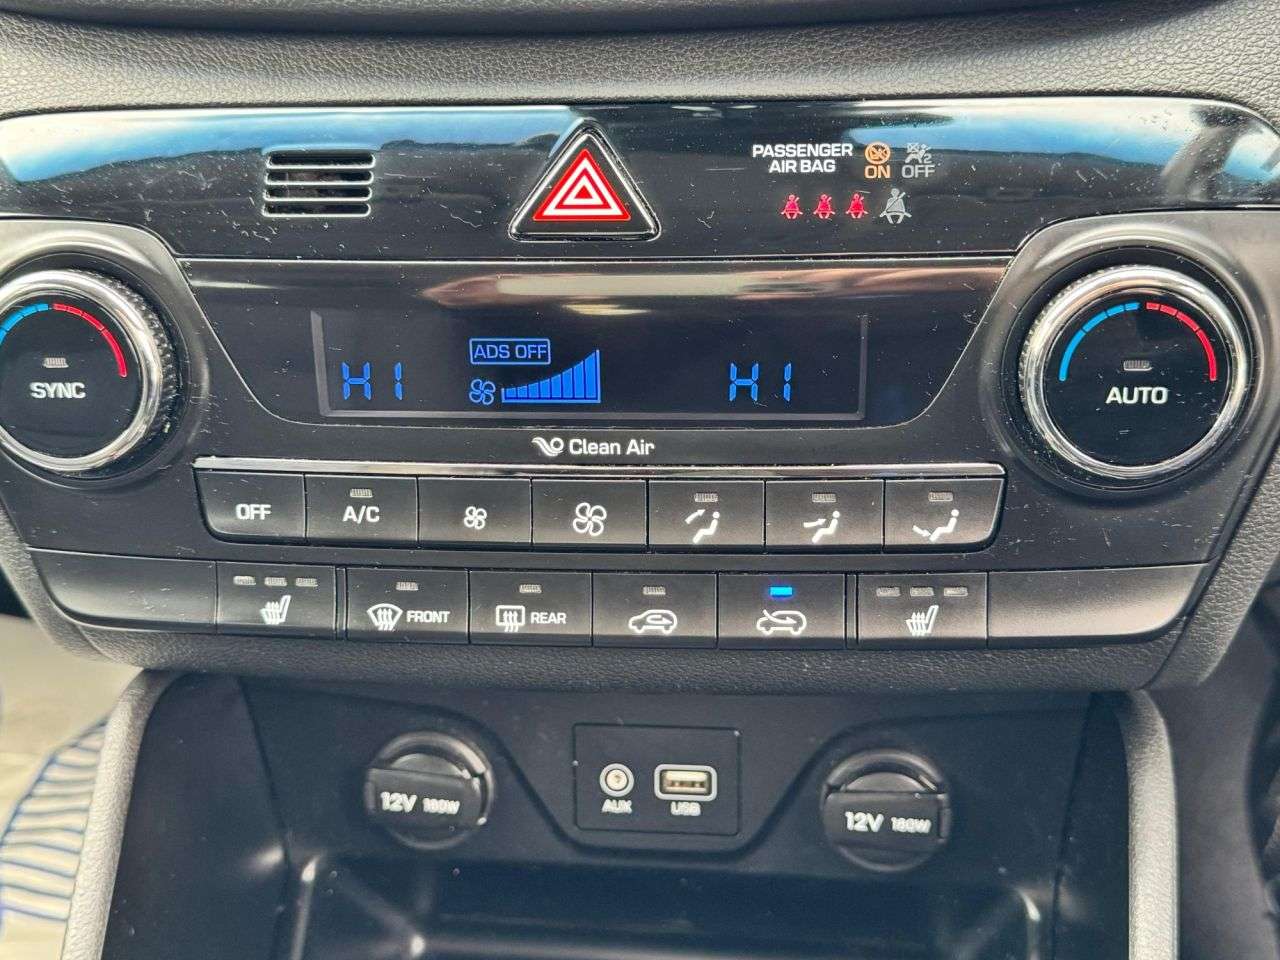 PASSENGER
AIR BAG
ON
OFF
2
ADS OFF
HI
HI
SYNC
AUTO
Clean Air
OFF
A/C
FRONT
REAR
12V 180W
AUX
USB
12V 180W